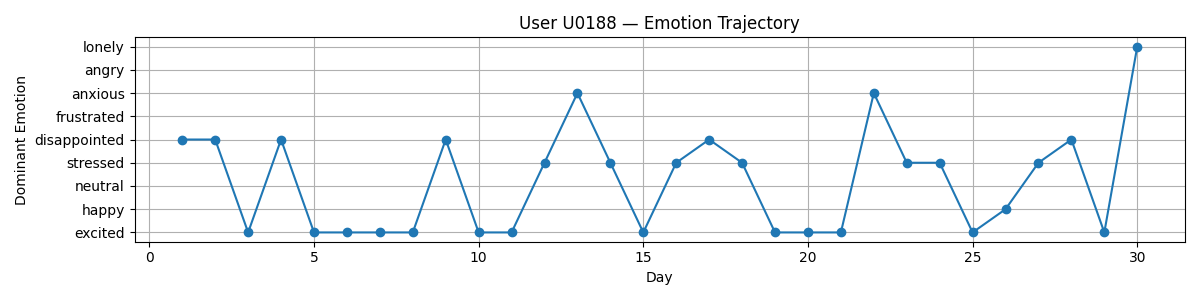 User U0188 — Emotion Trajectory
Dominant Emotion
lonely
angry
anxious
frustrated
disappointed
stressed
neutral
happy
excited
0 5 10 15 20 25 30
Day